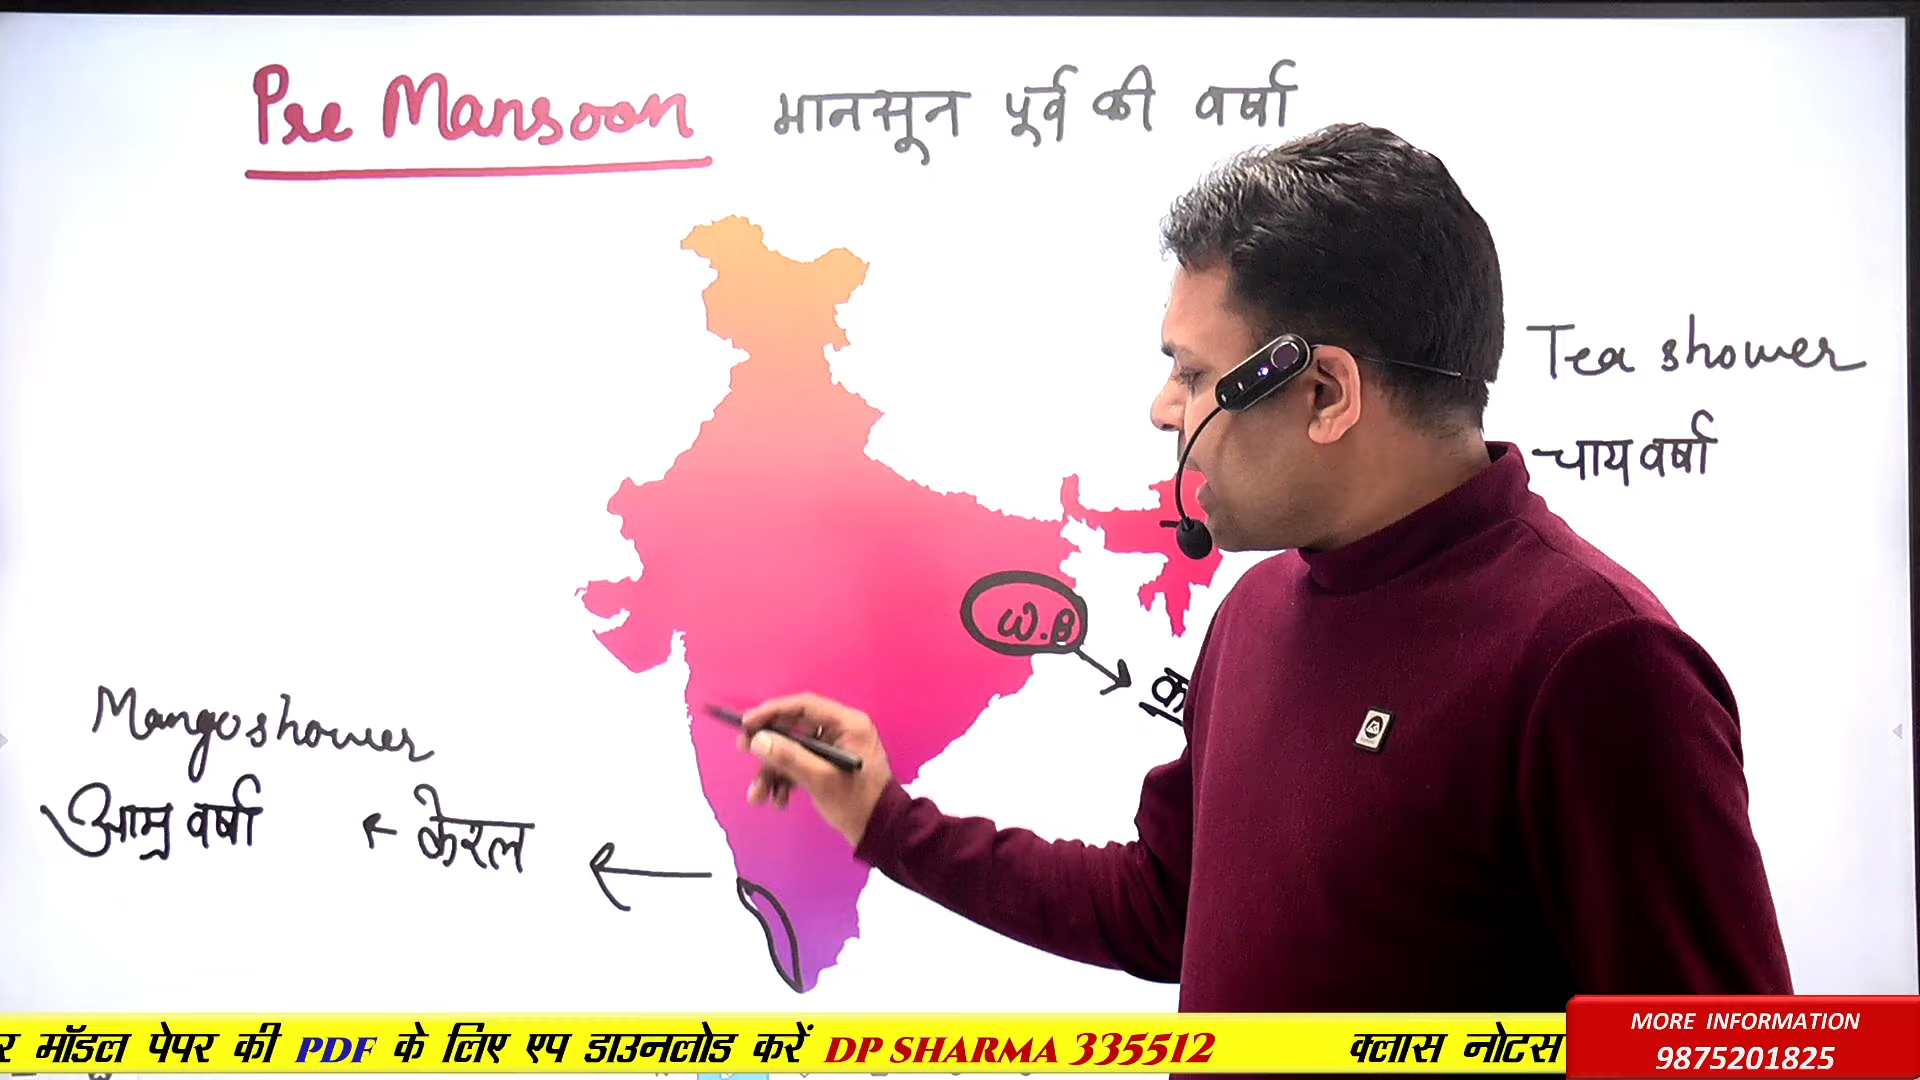 Pre Mansoon मानसून पूर्व की वर्षा
Tea shower
चाय वर्षा
W.B
Mango shower
आम्र वर्षा ← केरल ←
र मॉडल पेपर की PDF के लिए एप डाउनलोड करें DP SHARMA 335512 क्लास नोटस
MORE INFORMATION
9875201825